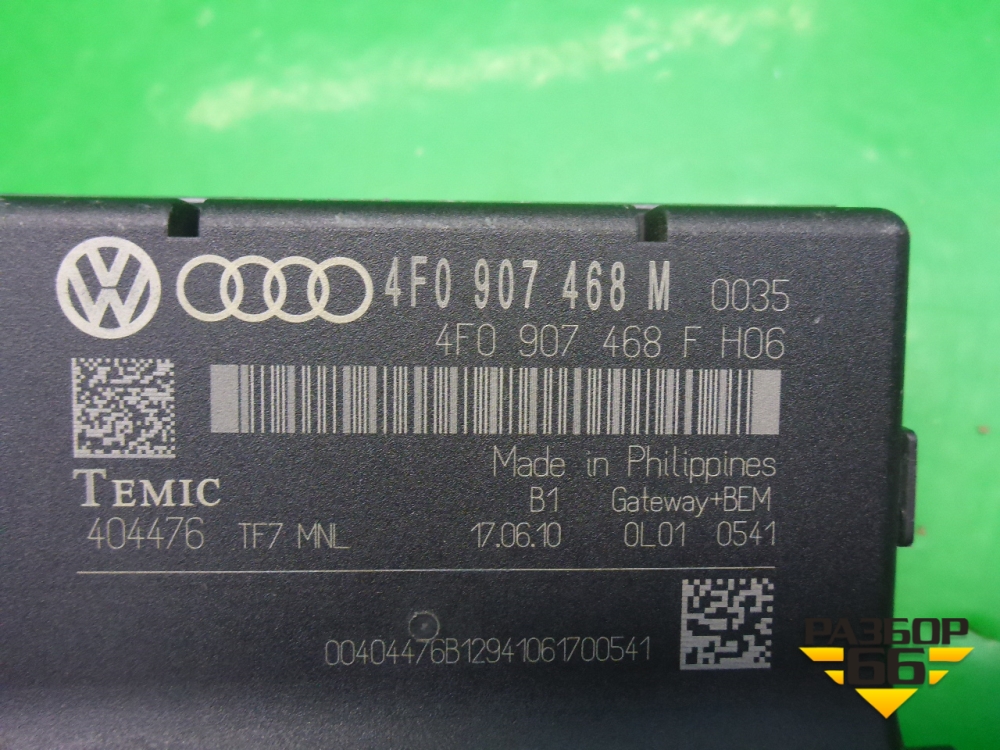 4F0 907 468 M 0035
4F0 907 468 F H06
Made in Philippines
TEMIC B1 Gateway+BEM
404476 TF7 MNL 17.06.10 0L01 0541
00404476B12941061700541
РАЗБОР
66